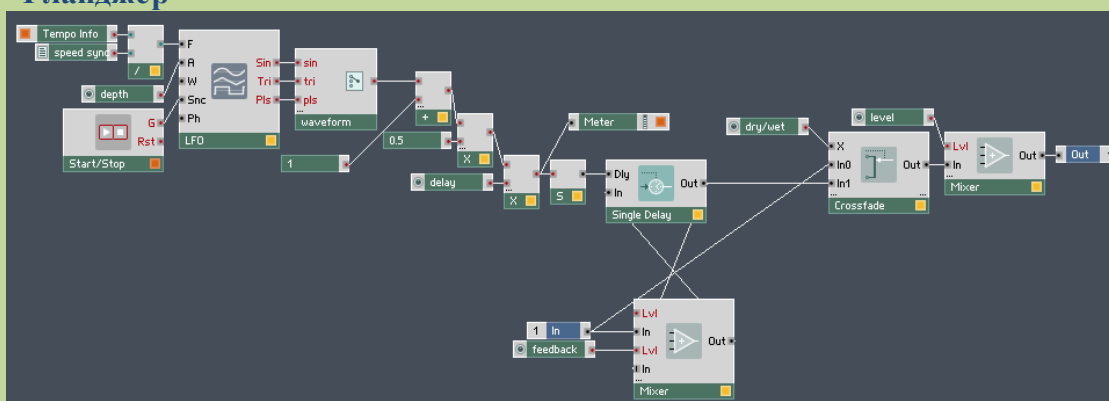 Фланджер
Tempo Info
speed sync
/
depth
G
Rst
Start/Stop
F
A
W
Snc
Ph
Sin
Tri
Pls
LFO
sin
tri
pls
...
waveform
...
+
1
0.5
...
X
delay
...
X
S
Meter
Dly
In
Out
Single Delay
dry/wet
X
In0
In1
...
Out
Crossfade
level
Lvl
In
...
Out
Mixer
Out
1 In
feedback
Lvl
In
Lvl
In
...
Out
Mixer